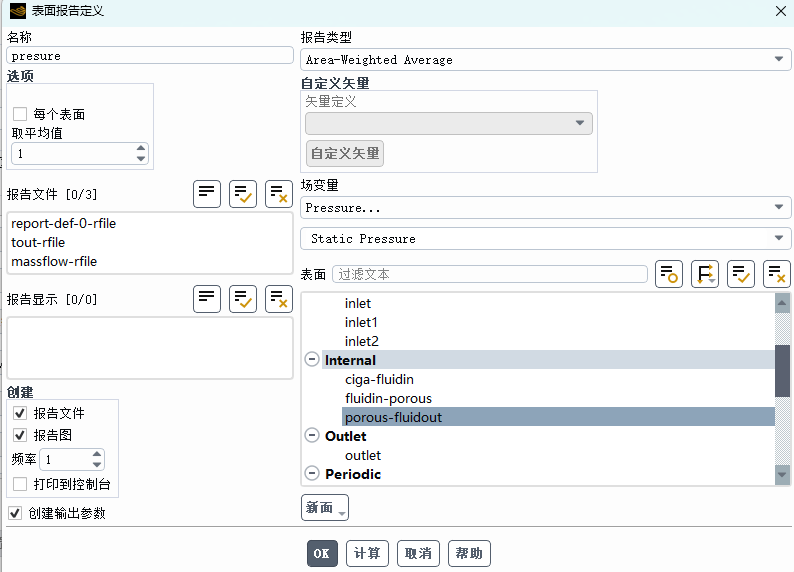 表面报告定义
名称
presure
选项
每个表面
取平均值
1
报告文件 [0/3]
report-def-0-rfile
tout-rfile
massflow-rfile
报告显示 [0/0]
创建
报告文件
报告图
频率 1
打印到控制台
创建输出参数
报告类型
Area-Weighted Average
自定义矢量
矢量定义
自定义矢量
场变量
Pressure...
Static Pressure
表面 过滤文本
inlet
inlet1
inlet2
Internal
ciga-fluidin
fluidin-porous
porous-fluidout
Outlet
outlet
Periodic
新面
OK 计算 取消 帮助